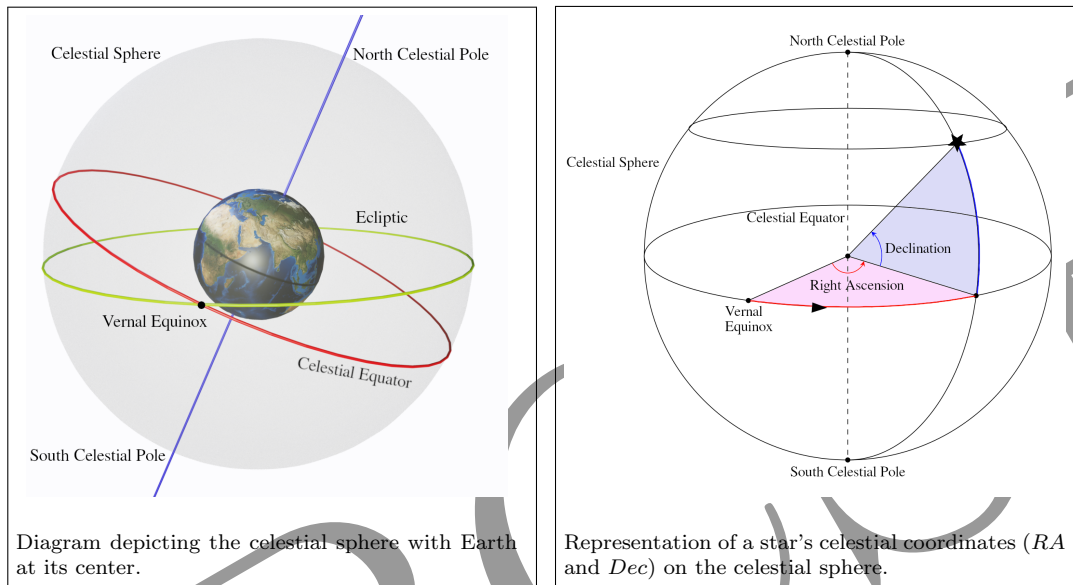 Celestial Sphere
North Celestial Pole
Ecliptic
Vernal Equinox
Celestial Equator
South Celestial Pole
Diagram depicting the celestial sphere with Earth
at its center.
North Celestial Pole
Celestial Sphere
Celestial Equator
Declination
Right Ascension
Vernal
Equinox
South Celestial Pole
Representation of a star's celestial coordinates (RA
and Dec) on the celestial sphere.